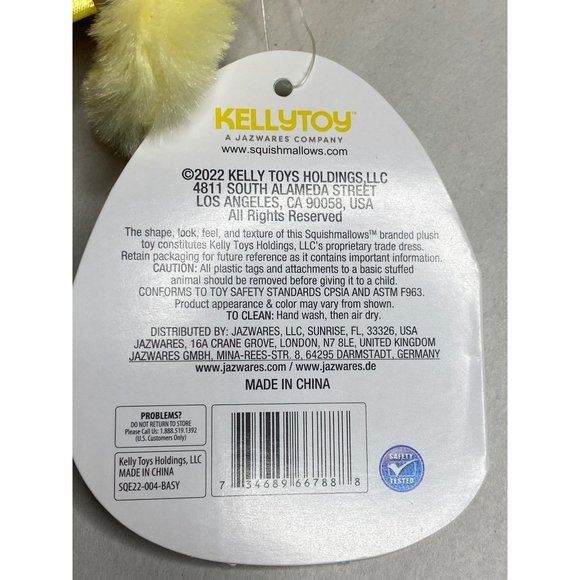 KELLYTOY
A JAZWARES COMPANY
www.squishmallows.com
©2022 KELLY TOYS HOLDINGS,LLC
4811 SOUTH ALAMEDA STREET
LOS ANGELES, CA 90058, USA
All Rights Reserved
The shape, look, feel, and texture of this Squishmallows™ branded plush
toy constitutes Kelly Toys Holdings, LLC's proprietary trade dress.
Retain packaging for future reference as it contains important information.
CAUTION: All plastic tags and attachments to a basic stuffed
animal should be removed before giving it to a child.
CONFORMS TO TOY SAFETY STANDARDS CPSIA AND ASTM F963.
Product appearance & color may vary from shown.
TO CLEAN: Hand wash, then air dry.
DISTRIBUTED BY: JAZWARES, LLC, SUNRISE, FL, 33326, USA
JAZWARES, 16A CRANE GROVE, LONDON, N7 8LE, UNITED KINGDOM
JAZWARES GMBH, MINA-REES-STR. 8, 64295 DARMSTADT, GERMANY
www.jazwares.com / www.jazwares.de
MADE IN CHINA
PROBLEMS?
DO NOT RETURN TO STORE
Please Call Us: 1.888.519.1392
(U.S. Customers Only)
Kelly Toys Holdings, LLC
MADE IN CHINA
SQE22-004-BASY
7 34689 66788 8
SAFETY
TESTED